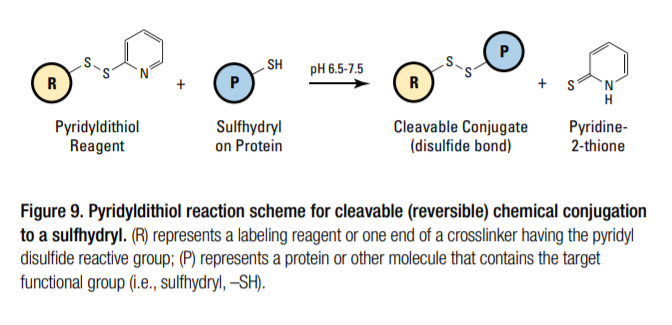 S
S
N
R
+
SH
P
pH 6.5-7.5
S
S
P
R
+
S
N
H
Pyridyldithiol
Reagent
Sulfhydryl
on Protein
Cleavable Conjugate
(disulfide bond)
Pyridine-
2-thione
Figure 9. Pyridyldithiol reaction scheme for cleavable (reversible) chemical conjugation
to a sulfhydryl. (R) represents a labeling reagent or one end of a crosslinker having the pyridyl
disulfide reactive group; (P) represents a protein or other molecule that contains the target
functional group (i.e., sulfhydryl, –SH).